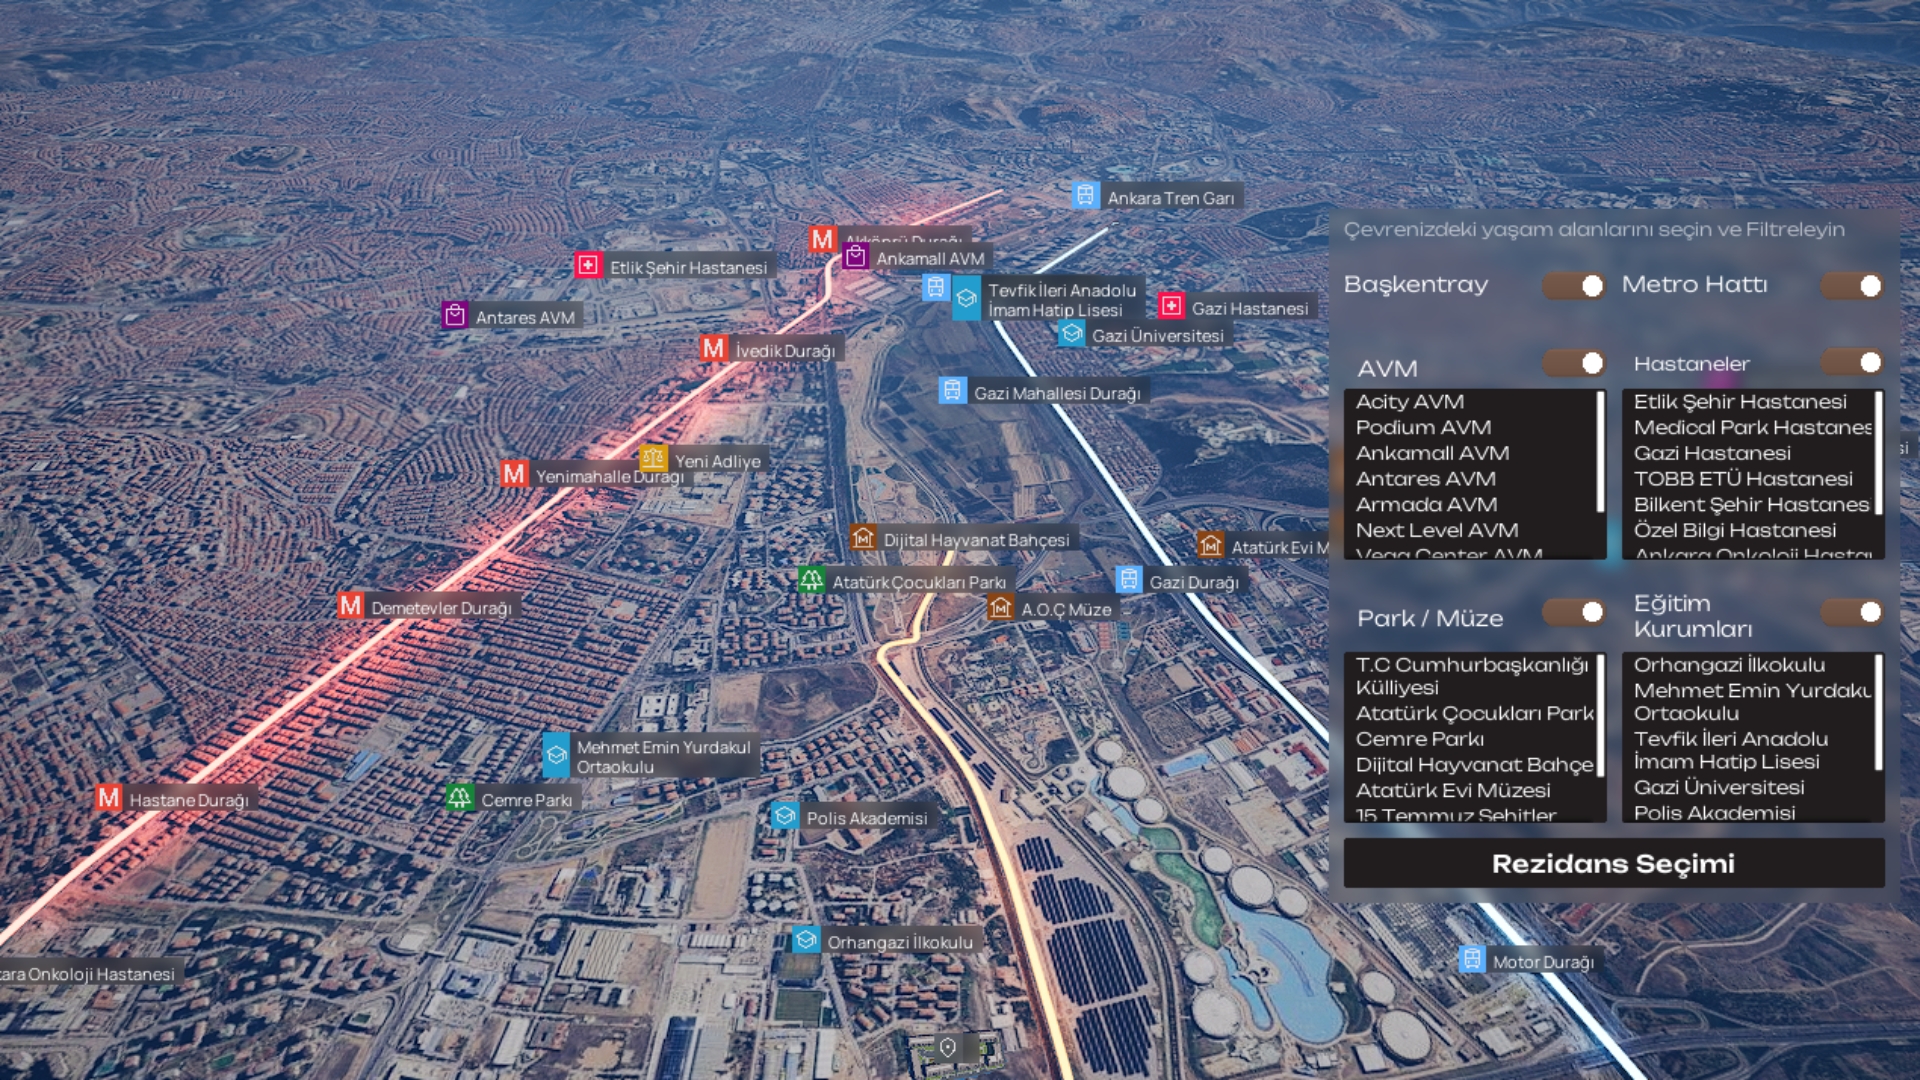 Ankara Tren Garı
Akköprü Durağı
Ankamall AVM
Etlik Şehir Hastanesi
Tevfik İleri Anadolu
İmam Hatip Lisesi
Gazi Hastanesi
Antares AVM
Gazi Üniversitesi
İvedik Durağı
Gazi Mahallesi Durağı
Yeni Adliye
Yenimahalle Durağı
Dijital Hayvanat Bahçesi
Atatürk Evi M
Atatürk Çocukları Parkı
Gazi Durağı
Demetevler Durağı
A.O.Ç Müze
Mehmet Emin Yurdakul
Ortaokulu
Hastane Durağı
Cemre Parkı
Polis Akademisi
Orhangazi İlkokulu
Motor Durağı
kara Onkoloji Hastanesi
Çevrenizdeki yaşam alanlarını seçin ve Filtreleyin
Başkentray
Metro Hattı
AVM
Acity AVM
Podium AVM
Ankamall AVM
Antares AVM
Armada AVM
Next Level AVM
Vega Center AVM
Hastaneler
Etlik Şehir Hastanesi
Medical Park Hastanes
Gazi Hastanesi
TOBB ETÜ Hastanesi
Bilkent Şehir Hastanes
Özel Bilgi Hastanesi
Ankara Onkoloji Hasta
si
Park / Müze
T.C Cumhurbaşkanlığı
Külliyesi
Atatürk Çocukları Park
Cemre Parkı
Dijital Hayvanat Bahçe
Atatürk Evi Müzesi
15 Temmuz Şehitler
Eğitim
Kurumları
Orhangazi İlkokulu
Mehmet Emin Yurdaku
Ortaokulu
Tevfik İleri Anadolu
İmam Hatip Lisesi
Gazi Üniversitesi
Polis Akademisi
Rezidans Seçimi